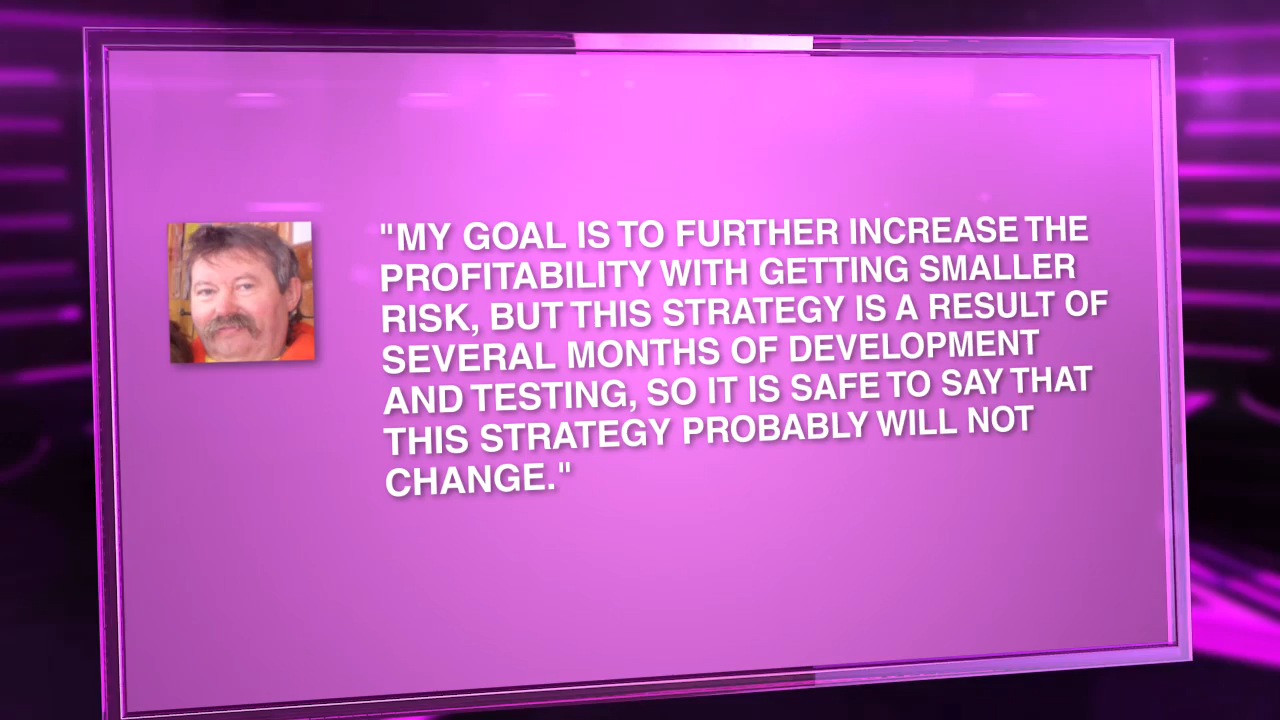 "MY GOAL IS TO FURTHER INCREASE THE
PROFITABILITY WITH GETTING SMALLER
RISK, BUT THIS STRATEGY IS A RESULT OF
SEVERAL MONTHS OF DEVELOPMENT
AND TESTING, SO IT IS SAFE TO SAY THAT
THIS STRATEGY PROBABLY WILL NOT
CHANGE."